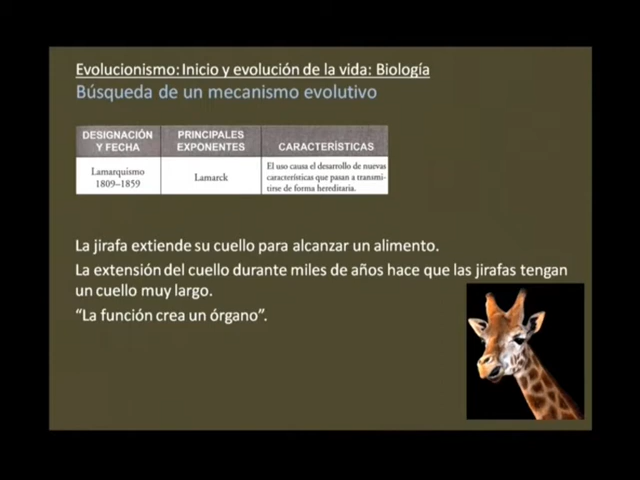 Evolucionismo: Inicio y evolución de la vida: Biología
Búsqueda de un mecanismo evolutivo
DESIGNACIÓN Y FECHA
PRINCIPALES EXPONENTES
CARACTERÍSTICAS
Lamarquismo
1809–1859
Lamarck
El uso causa el desarrollo de nuevas
características que pasan a transmi-
tirse de forma hereditaria.
La jirafa extiende su cuello para alcanzar un alimento.
La extensión del cuello durante miles de años hace que las jirafas tengan
un cuello muy largo.
“La función crea un órgano”.